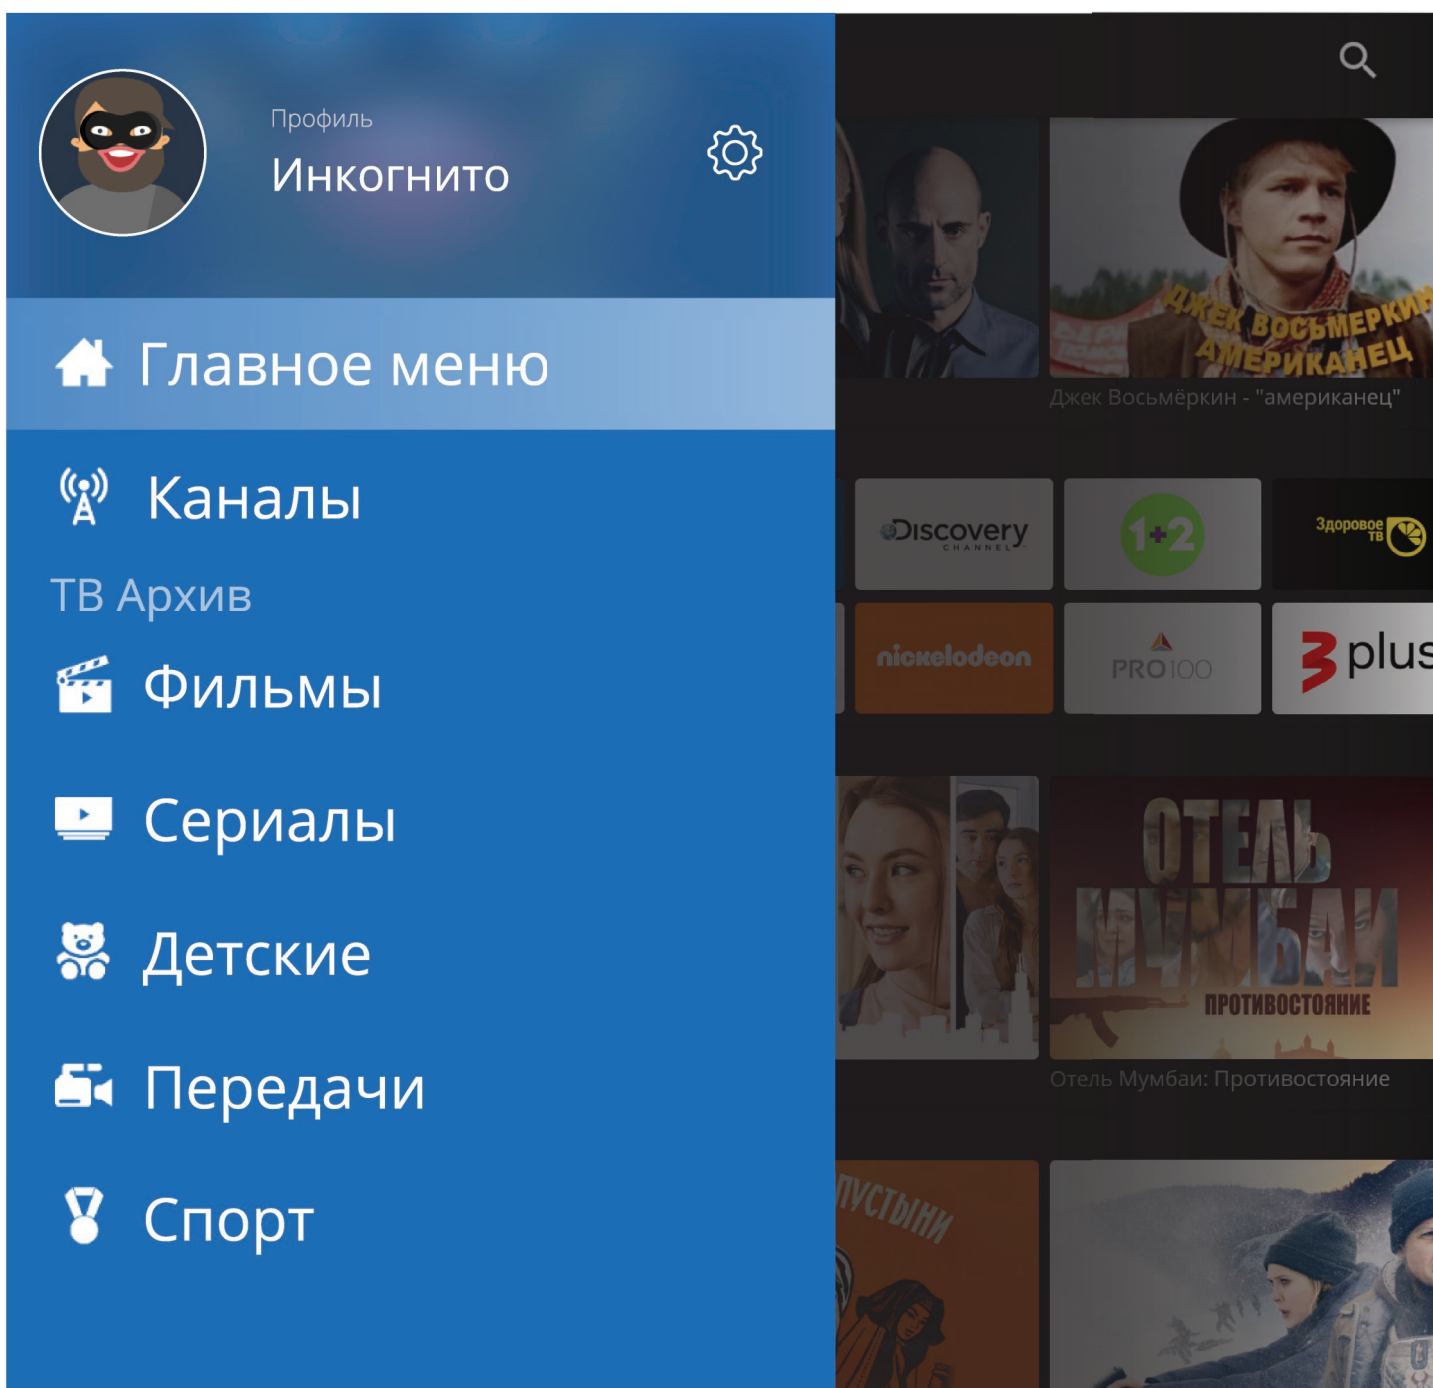 Профиль
Инкогнито
Главное меню
Каналы
ТВ Архив
Фильмы
Сериалы
Детские
Передачи
Спорт
ДЖЕК ВОСЬМЕРКИН
АМЕРИКАНЕЦ
Джек Восьмёркин - "американец"
Discovery
CHANNEL
1+2
Здоровое
ТВ
nickelodeon
PRO100
3 plus
ОТЕЛЬ
МУМБАИ
ПРОТИВОСТОЯНИЕ
Отель Мумбаи: Противостояние
ПУСТЫНИ